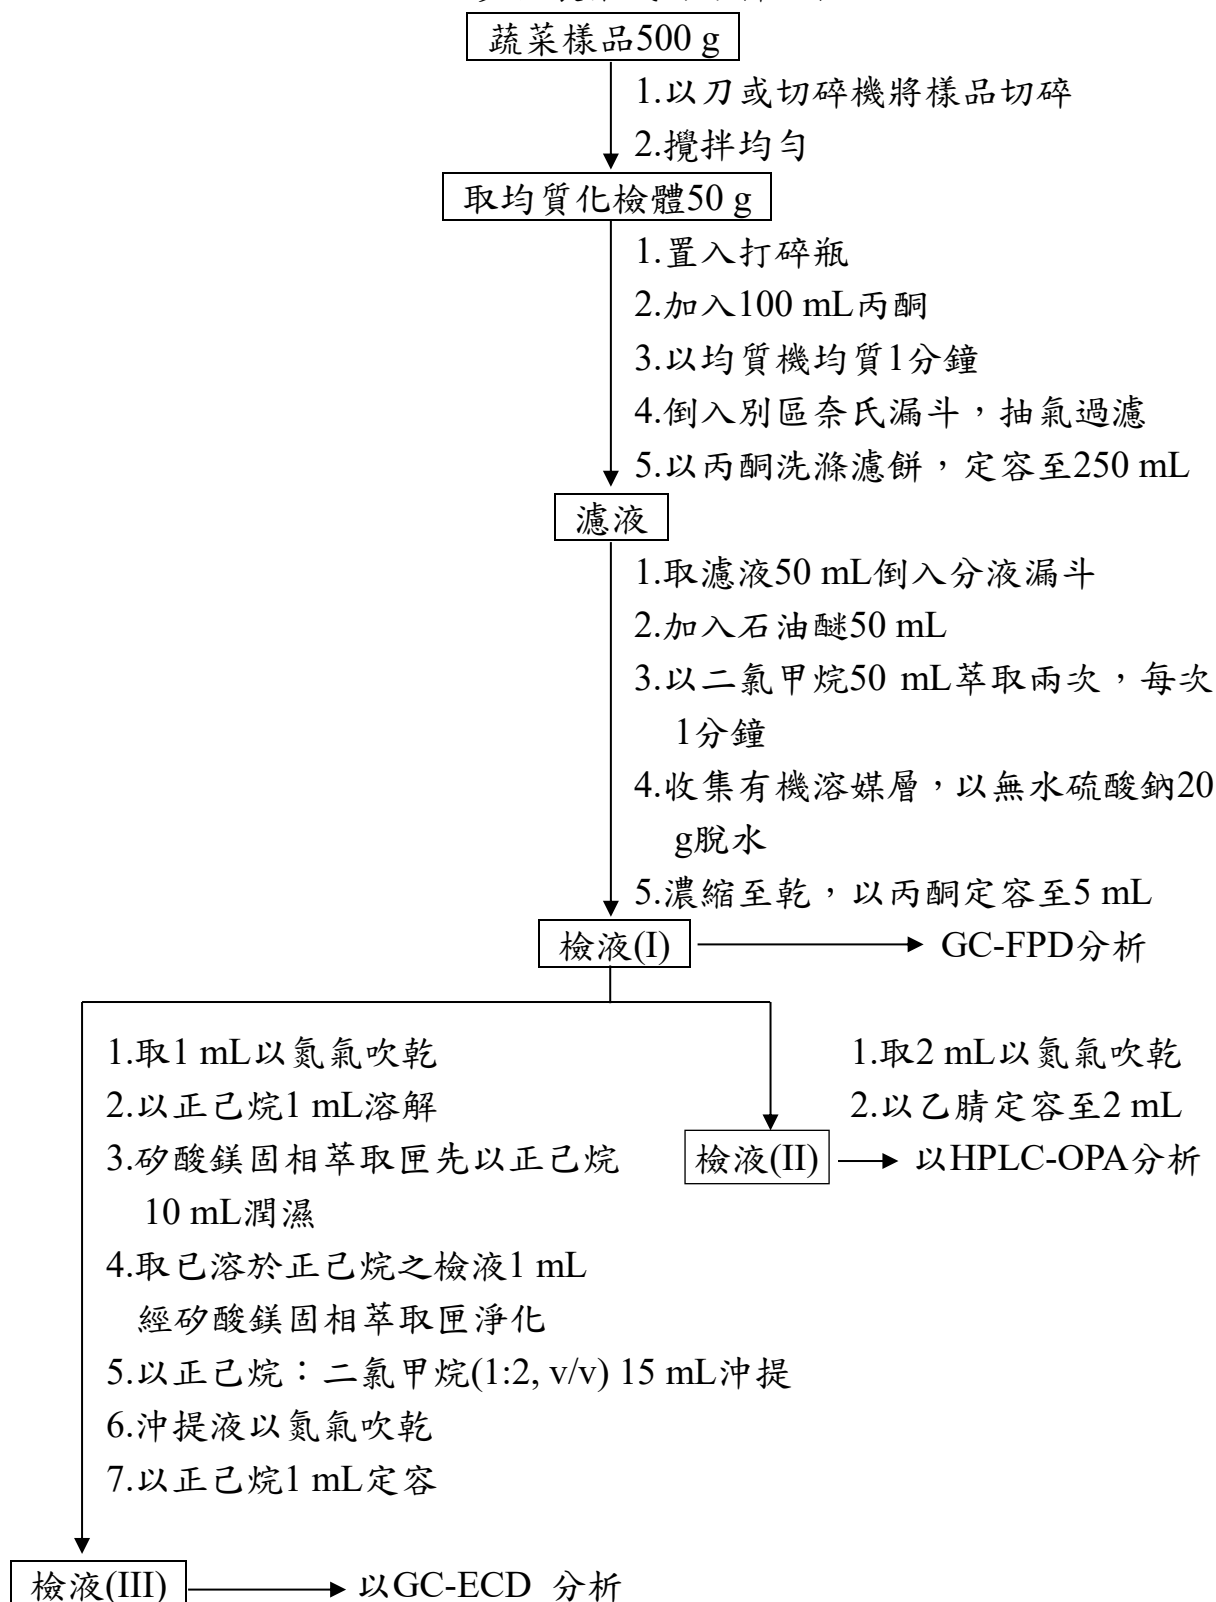 蔬菜樣品500 g
1.以刀或切碎機將樣品切碎
2.攪拌均勻
取均質化檢體50 g
1.置入打碎瓶
2.加入100 mL丙酮
3.以均質機均質1分鐘
4.倒入別區奈氏漏斗，抽氣過濾
5.以丙酮洗滌濾餅，定容至250 mL
濾液
1.取濾液50 mL倒入分液漏斗
2.加入石油醚50 mL
3.以二氯甲烷50 mL萃取兩次，每次
1分鐘
4.收集有機溶媒層，以無水硫酸鈉20
g脫水
5.濃縮至乾，以丙酮定容至5 mL
檢液(I)
GC-FPD分析
1.取1 mL以氮氣吹乾
2.以正己烷1 mL溶解
3.矽酸鎂固相萃取匣先以正己烷
10 mL潤濕
4.取已溶於正己烷之檢液1 mL
經矽酸鎂固相萃取匣淨化
5.以正己烷：二氯甲烷(1:2, v/v) 15 mL沖提
6.沖提液以氮氣吹乾
7.以正己烷1 mL定容
1.取2 mL以氮氣吹乾
2.以乙腈定容至2 mL
檢液(II)
以HPLC-OPA分析
檢液(III)
以GC-ECD 分析